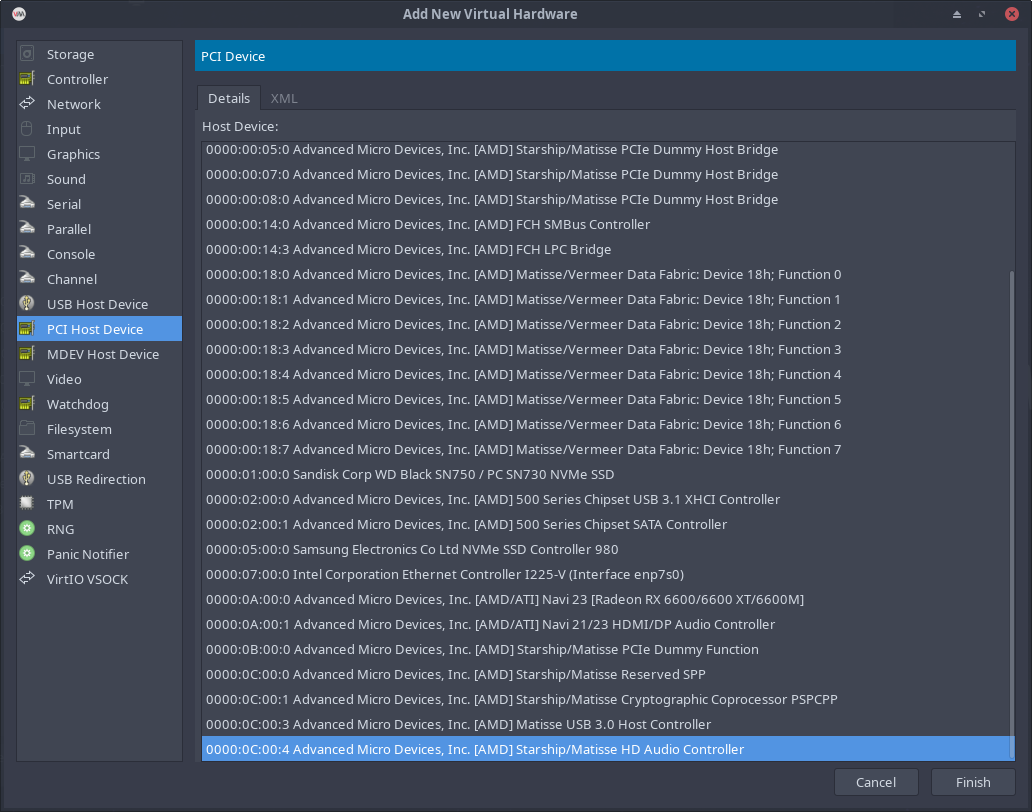 Add New Virtual Hardware
Storage
Controller
Network
Input
Graphics
Sound
Serial
Parallel
Console
Channel
USB Host Device
PCI Host Device
MDEV Host Device
Video
Watchdog
Filesystem
Smartcard
USB Redirection
TPM
RNG
Panic Notifier
VirtIO VSOCK
PCI Device
Details XML
Host Device:
0000:00:05:0 Advanced Micro Devices, Inc. [AMD] Starship/Matisse PCIe Dummy Host Bridge
0000:00:07:0 Advanced Micro Devices, Inc. [AMD] Starship/Matisse PCIe Dummy Host Bridge
0000:00:08:0 Advanced Micro Devices, Inc. [AMD] Starship/Matisse PCIe Dummy Host Bridge
0000:00:14:0 Advanced Micro Devices, Inc. [AMD] FCH SMBus Controller
0000:00:14:3 Advanced Micro Devices, Inc. [AMD] FCH LPC Bridge
0000:00:18:0 Advanced Micro Devices, Inc. [AMD] Matisse/Vermeer Data Fabric: Device 18h; Function 0
0000:00:18:1 Advanced Micro Devices, Inc. [AMD] Matisse/Vermeer Data Fabric: Device 18h; Function 1
0000:00:18:2 Advanced Micro Devices, Inc. [AMD] Matisse/Vermeer Data Fabric: Device 18h; Function 2
0000:00:18:3 Advanced Micro Devices, Inc. [AMD] Matisse/Vermeer Data Fabric: Device 18h; Function 3
0000:00:18:4 Advanced Micro Devices, Inc. [AMD] Matisse/Vermeer Data Fabric: Device 18h; Function 4
0000:00:18:5 Advanced Micro Devices, Inc. [AMD] Matisse/Vermeer Data Fabric: Device 18h; Function 5
0000:00:18:6 Advanced Micro Devices, Inc. [AMD] Matisse/Vermeer Data Fabric: Device 18h; Function 6
0000:00:18:7 Advanced Micro Devices, Inc. [AMD] Matisse/Vermeer Data Fabric: Device 18h; Function 7
0000:01:00:0 Sandisk Corp WD Black SN750 / PC SN730 NVMe SSD
0000:02:00:0 Advanced Micro Devices, Inc. [AMD] 500 Series Chipset USB 3.1 XHCI Controller
0000:02:00:1 Advanced Micro Devices, Inc. [AMD] 500 Series Chipset SATA Controller
0000:05:00:0 Samsung Electronics Co Ltd NVMe SSD Controller 980
0000:07:00:0 Intel Corporation Ethernet Controller I225-V (Interface enp7s0)
0000:0A:00:0 Advanced Micro Devices, Inc. [AMD/ATI] Navi 23 [Radeon RX 6600/6600 XT/6600M]
0000:0A:00:1 Advanced Micro Devices, Inc. [AMD/ATI] Navi 21/23 HDMI/DP Audio Controller
0000:0B:00:0 Advanced Micro Devices, Inc. [AMD] Starship/Matisse PCIe Dummy Function
0000:0C:00:0 Advanced Micro Devices, Inc. [AMD] Starship/Matisse Reserved SPP
0000:0C:00:1 Advanced Micro Devices, Inc. [AMD] Starship/Matisse Cryptographic Coprocessor PSPCPP
0000:0C:00:3 Advanced Micro Devices, Inc. [AMD] Matisse USB 3.0 Host Controller
0000:0C:00:4 Advanced Micro Devices, Inc. [AMD] Starship/Matisse HD Audio Controller
Cancel Finish